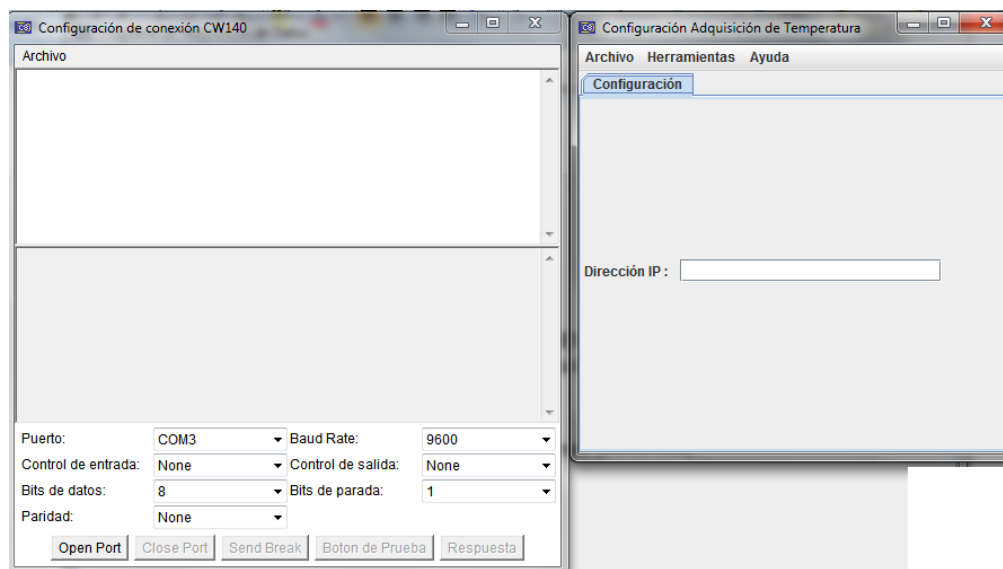 Configuración de conexión CW140
Archivo
Puerto: COM3 Baud Rate: 9600
Control de entrada: None Control de salida: None
Bits de datos: 8 Bits de parada: 1
Paridad: None
Open Port Close Port Send Break Boton de Prueba Respuesta
Configuración Adquisición de Temperatura
Archivo Herramientas Ayuda
Configuración
Dirección IP :